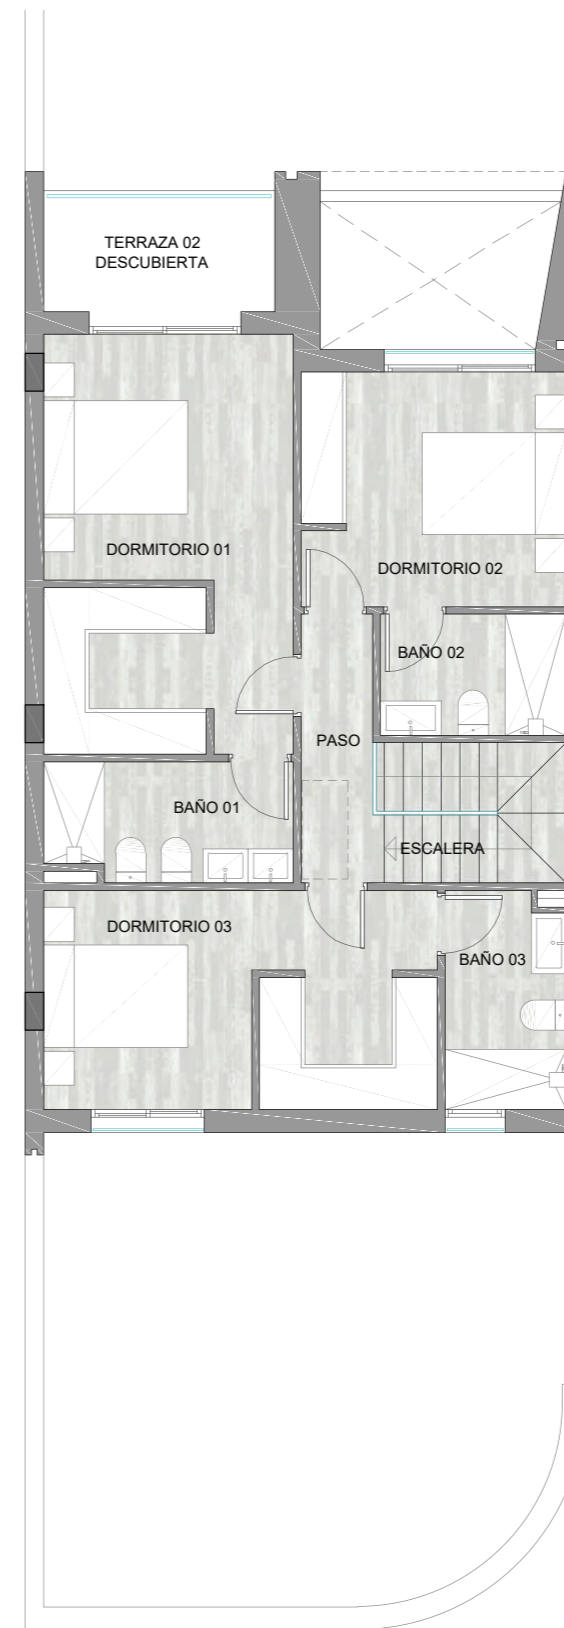 TERRAZA 02
DESCUBIERTA
DORMITORIO 01
DORMITORIO 02
BAÑO 02
PASO
BAÑO 01
ESCALERA
DORMITORIO 03
BAÑO 03